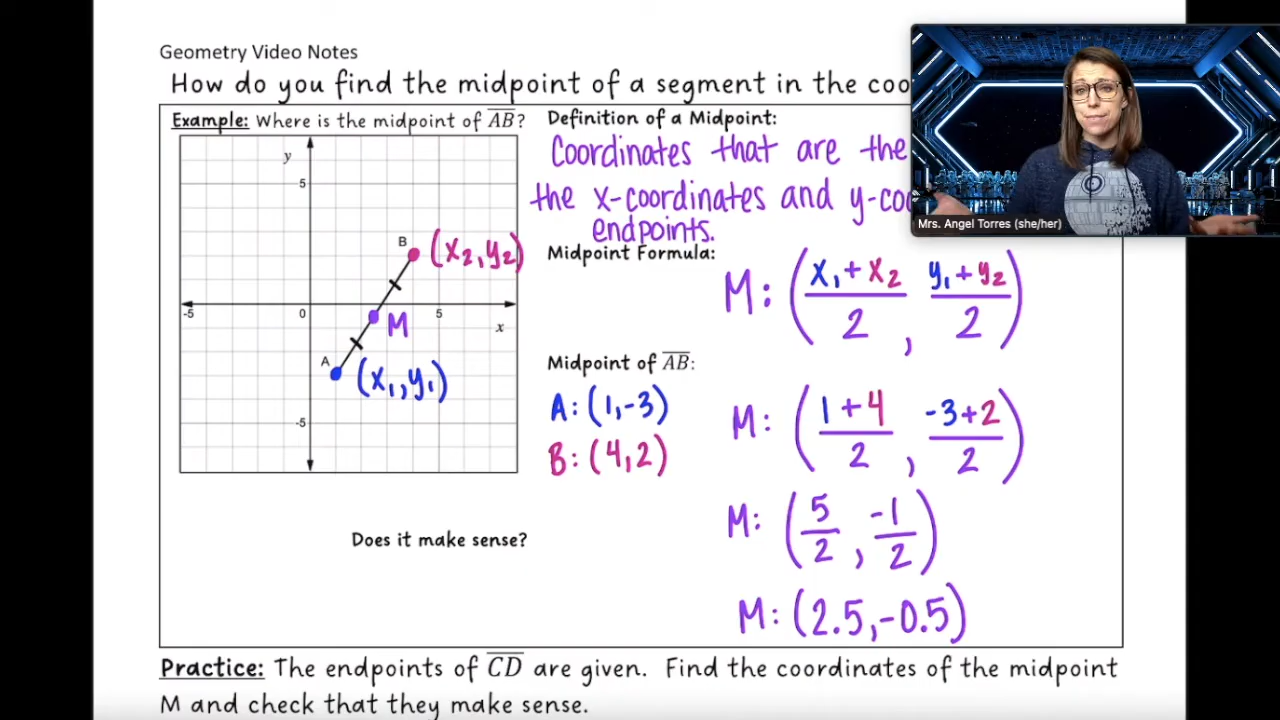 Geometry Video Notes
How do you find the midpoint of a segment in the coo
Example: Where is the midpoint of AB?
Definition of a Midpoint:
Coordinates that are the
the x-coordinates and y-coo
endpoints.
Mrs. Angel Torres (she/her)
y
5
B (x₂,y₂)
-5
0
5
x
M
A (x₁,y₁)
-5
Midpoint Formula:
M: (x₁+x₂/2, y₁+y₂/2)
Midpoint of AB:
A: (1,-3)
B: (4,2)
M: (1+4/2, -3+2/2)
M: (5/2, -1/2)
M: (2.5,-0.5)
Does it make sense?
Practice: The endpoints of CD are given. Find the coordinates of the midpoint
M and check that they make sense.